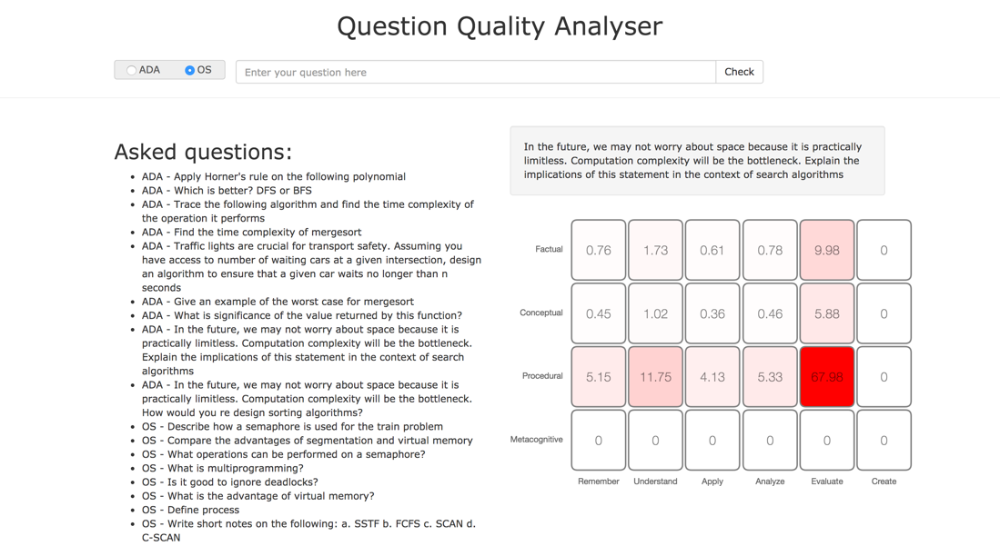 Question Quality Analyser
ADA OS Enter your question here Check
Asked questions:
ADA - Apply Horner's rule on the following polynomial
ADA - Which is better? DFS or BFS
ADA - Trace the following algorithm and find the time complexity of
the operation it performs
ADA - Find the time complexity of mergesort
ADA - Traffic lights are crucial for transport safety. Assuming you
have access to number of waiting cars at a given intersection, design
an algorithm to ensure that a given car waits no longer than n
seconds
ADA - Give an example of the worst case for mergesort
ADA - What is significance of the value returned by this function?
ADA - In the future, we may not worry about space because it is
practically limitless. Computation complexity will be the bottleneck.
Explain the implications of this statement in the context of search
algorithms
ADA - In the future, we may not worry about space because it is
practically limitless. Computation complexity will be the bottleneck.
How would you re design sorting algorithms?
OS - Describe how a semaphore is used for the train problem
OS - Compare the advantages of segmentation and virtual memory
OS - What operations can be performed on a semaphore?
OS - What is multiprogramming?
OS - Is it good to ignore deadlocks?
OS - What is the advantage of virtual memory?
OS - Define process
OS - Write short notes on the following: a. SSTF b. FCFS c. SCAN d.
C-SCAN
In the future, we may not worry about space because it is practically
limitless. Computation complexity will be the bottleneck. Explain the
implications of this statement in the context of search algorithms
Factual 0.76 1.73 0.61 0.78 9.98 0
Conceptual 0.45 1.02 0.36 0.46 5.88 0
Procedural 5.15 11.75 4.13 5.33 67.98 0
Metacognitive 0 0 0 0 0 0
Remember Understand Apply Analyze Evaluate Create